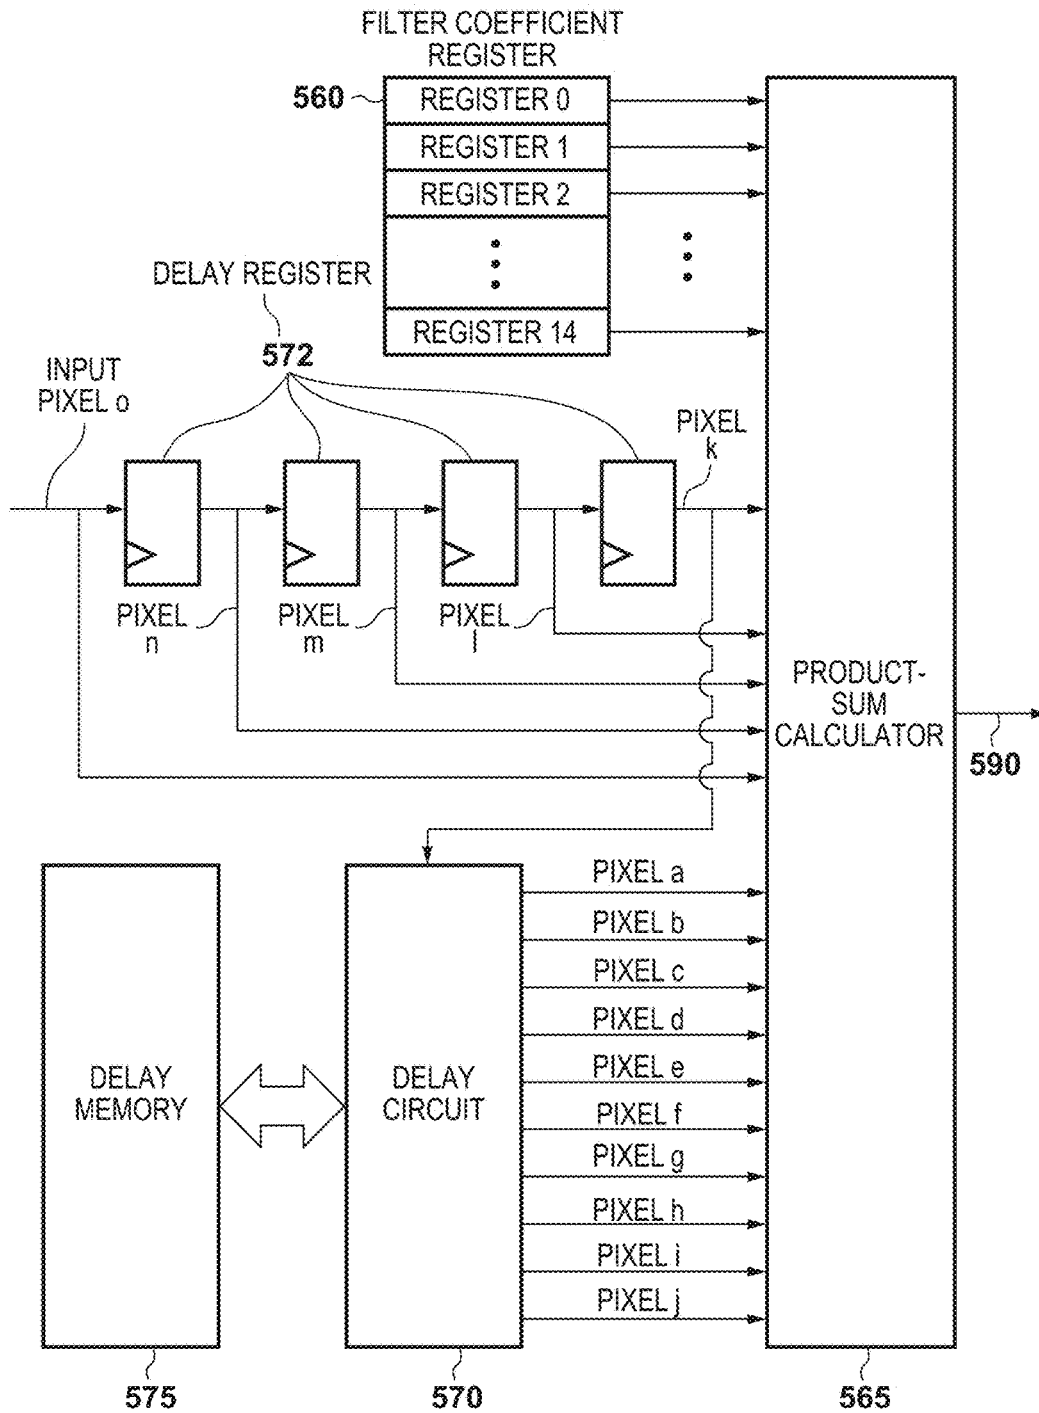 FILTER COEFFICIENT
REGISTER
560
REGISTER 0
REGISTER 1
REGISTER 2
REGISTER 14
DELAY REGISTER
572
INPUT
PIXEL o
PIXEL
k
PIXEL
n
PIXEL
m
PIXEL
l
PRODUCT-
SUM
CALCULATOR
590
PIXEL a
PIXEL b
PIXEL c
PIXEL d
PIXEL e
PIXEL f
PIXEL g
PIXEL h
PIXEL i
PIXEL j
DELAY
MEMORY
DELAY
CIRCUIT
575
570
565